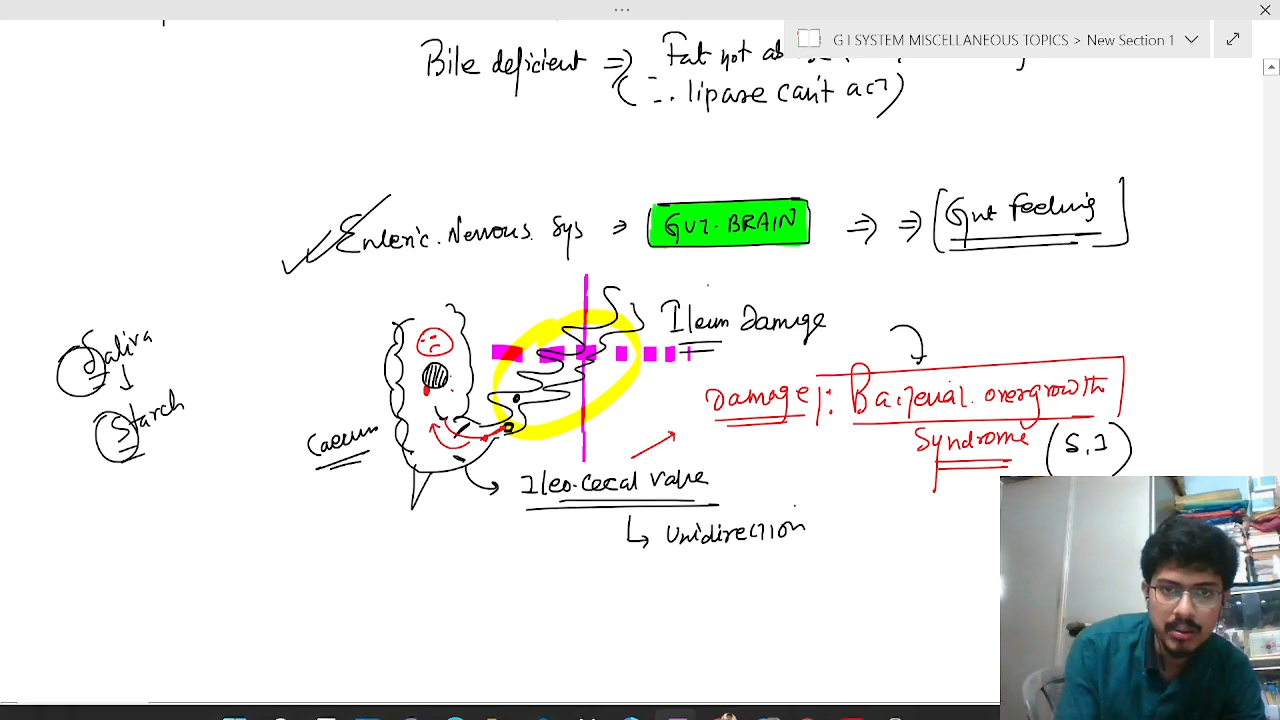 G I SYSTEM MISCELLANEOUS TOPICS > New Section 1
Bile deficient ⇒ Fat not
(∵ lipase can't act)
Enteric. Nervous. Sys ⇒ GUT-BRAIN ⇒ ⇒ [Gut feeling]
Saliva
↓
Starch
Ileum Damage
Damage: Bacterial overgrowth
Syndrome (S.I)
Caecum
Ileo-cecal valve
↳ Unidirection